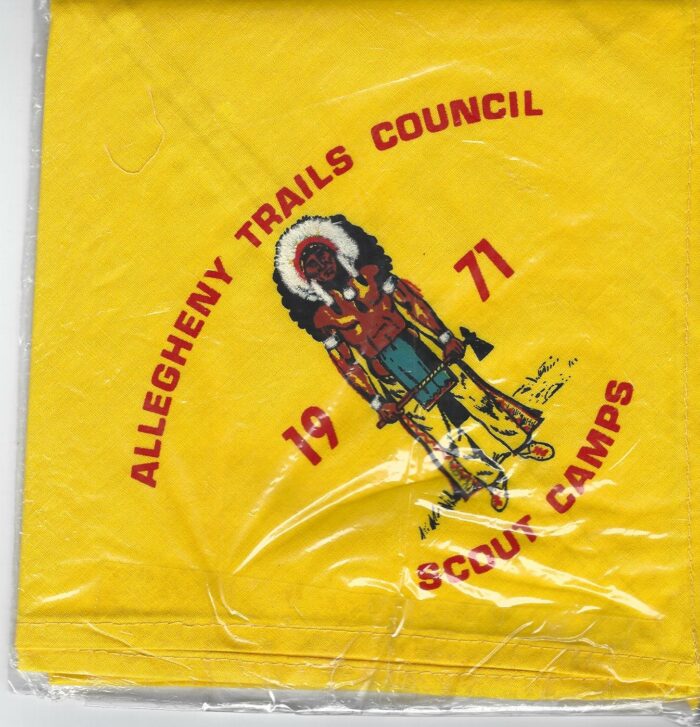 ALLEGHENY TRAILS COUNCIL
19 71
SCOUT CAMPS